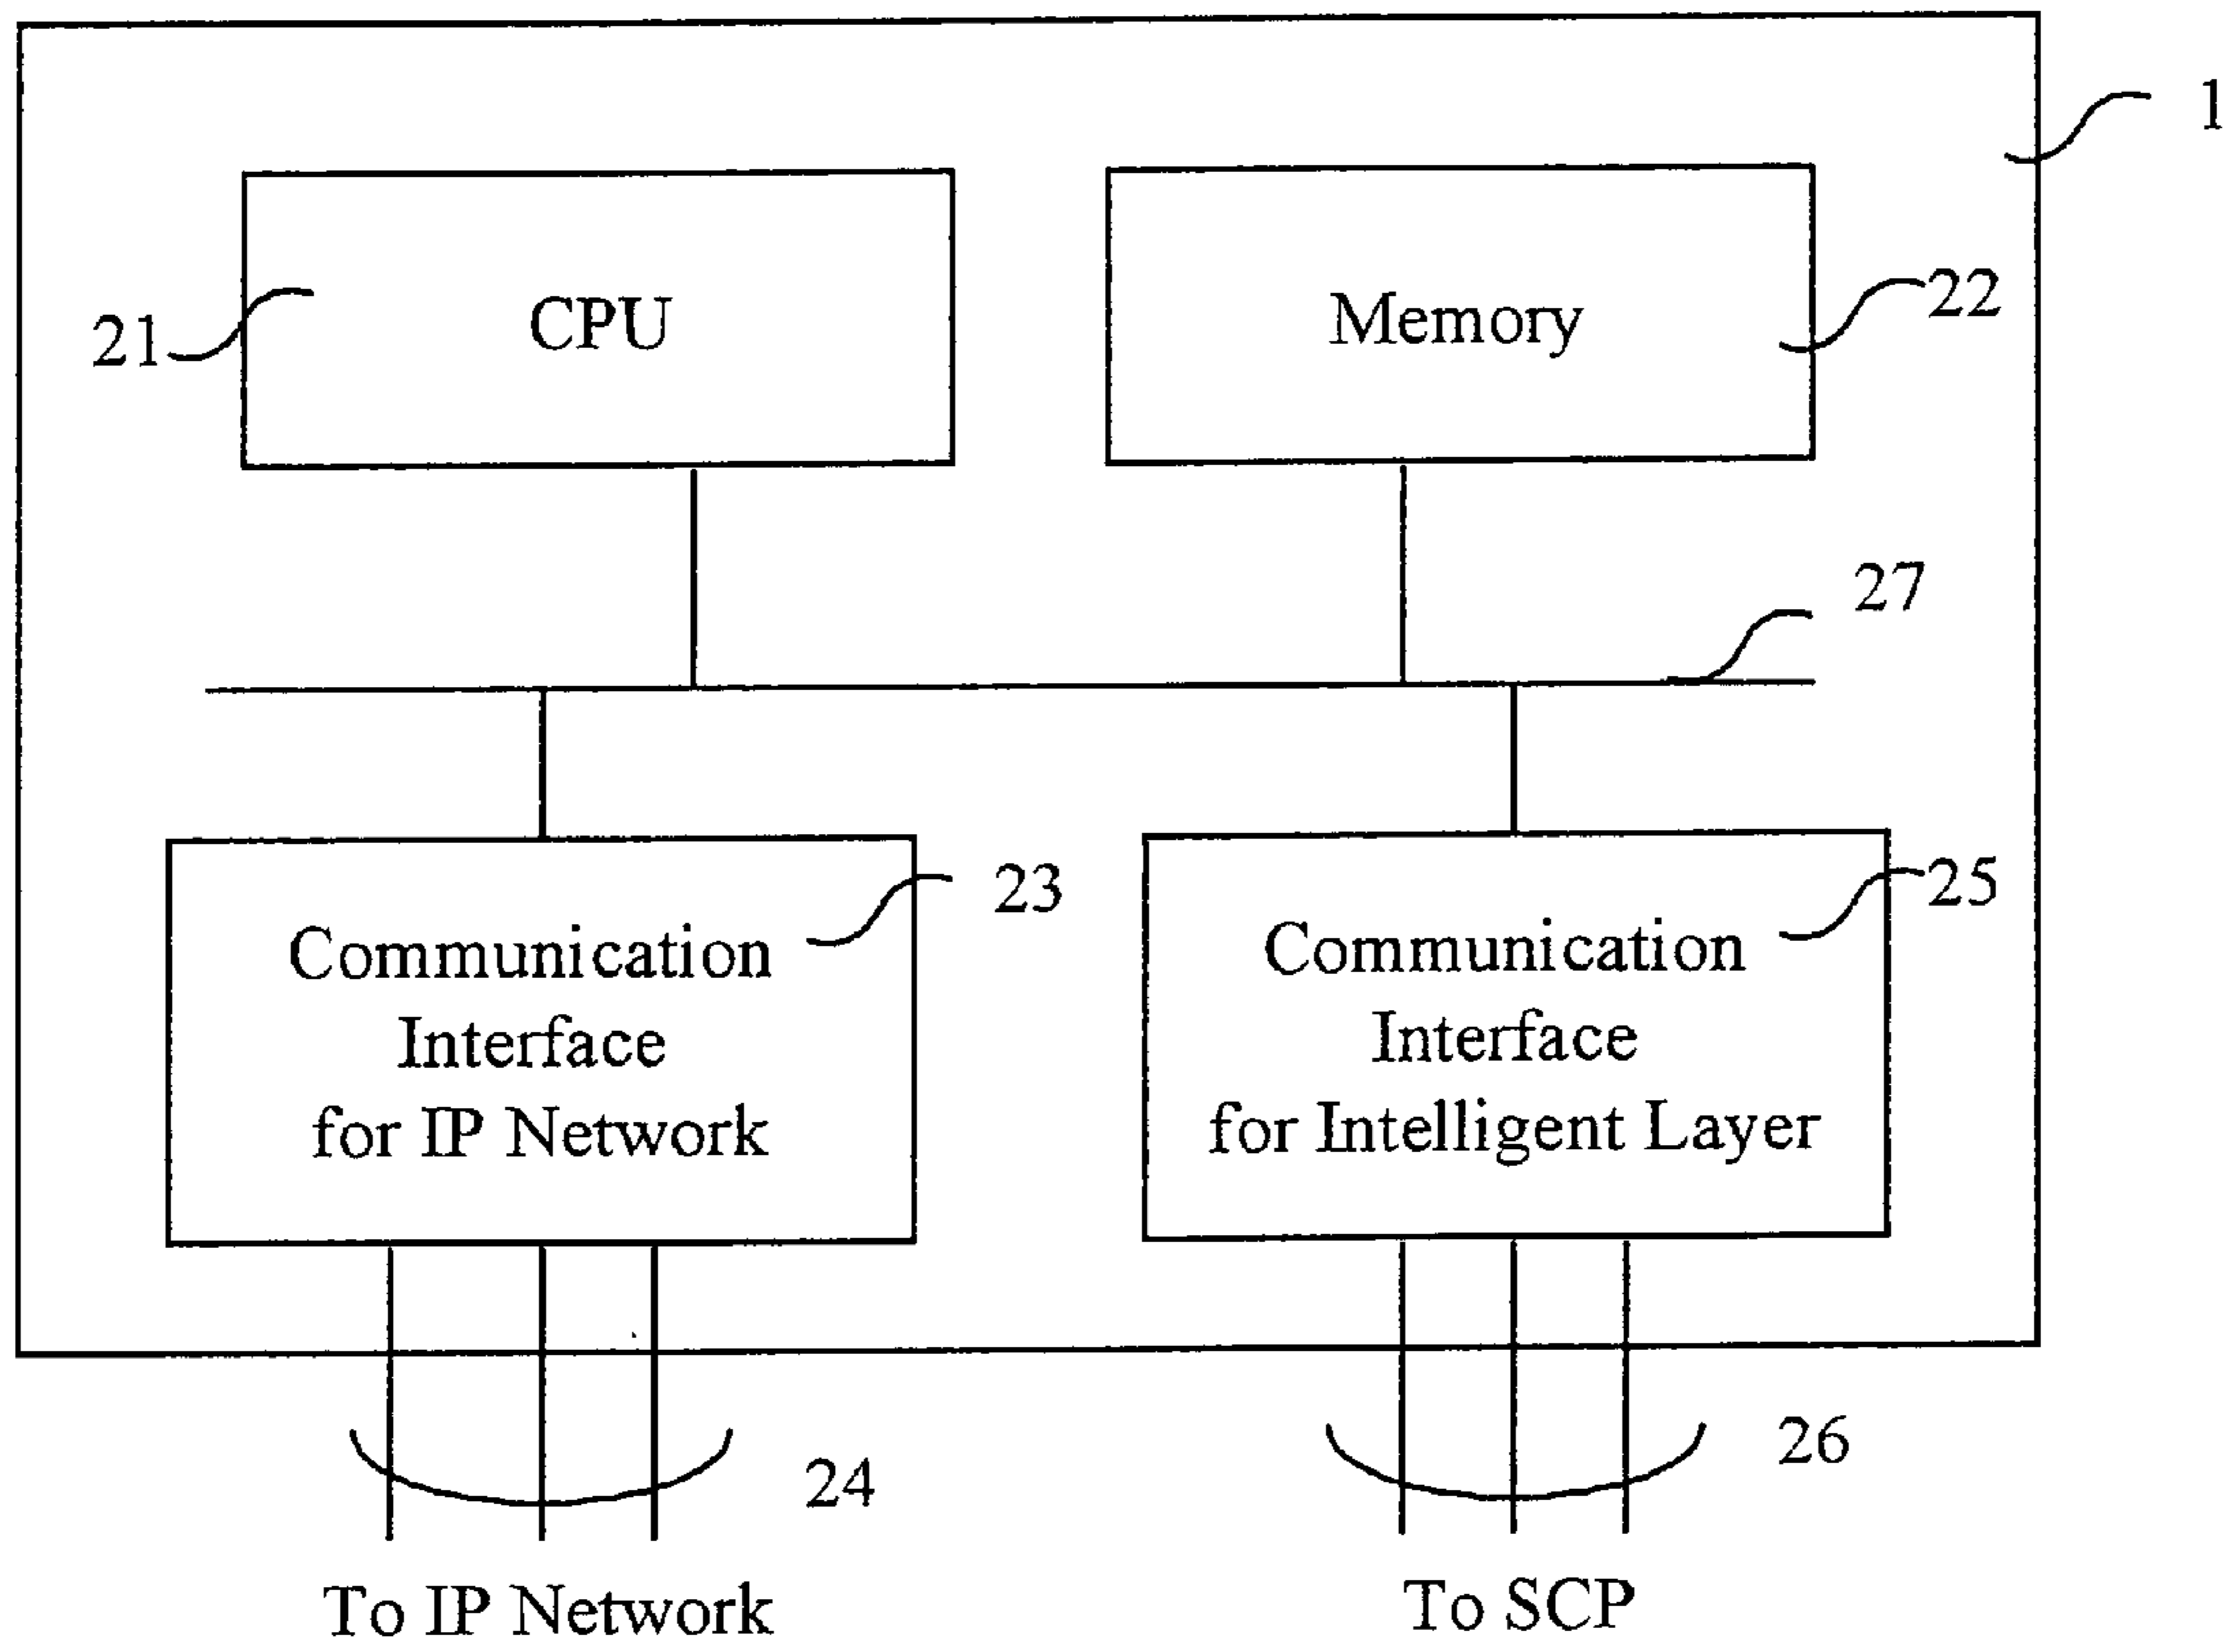 1
CPU
21
Memory
22
27
Communication
Interface
for IP Network
23
Communication
Interface
for Intelligent Layer
25
24
26
To IP Network
To SCP